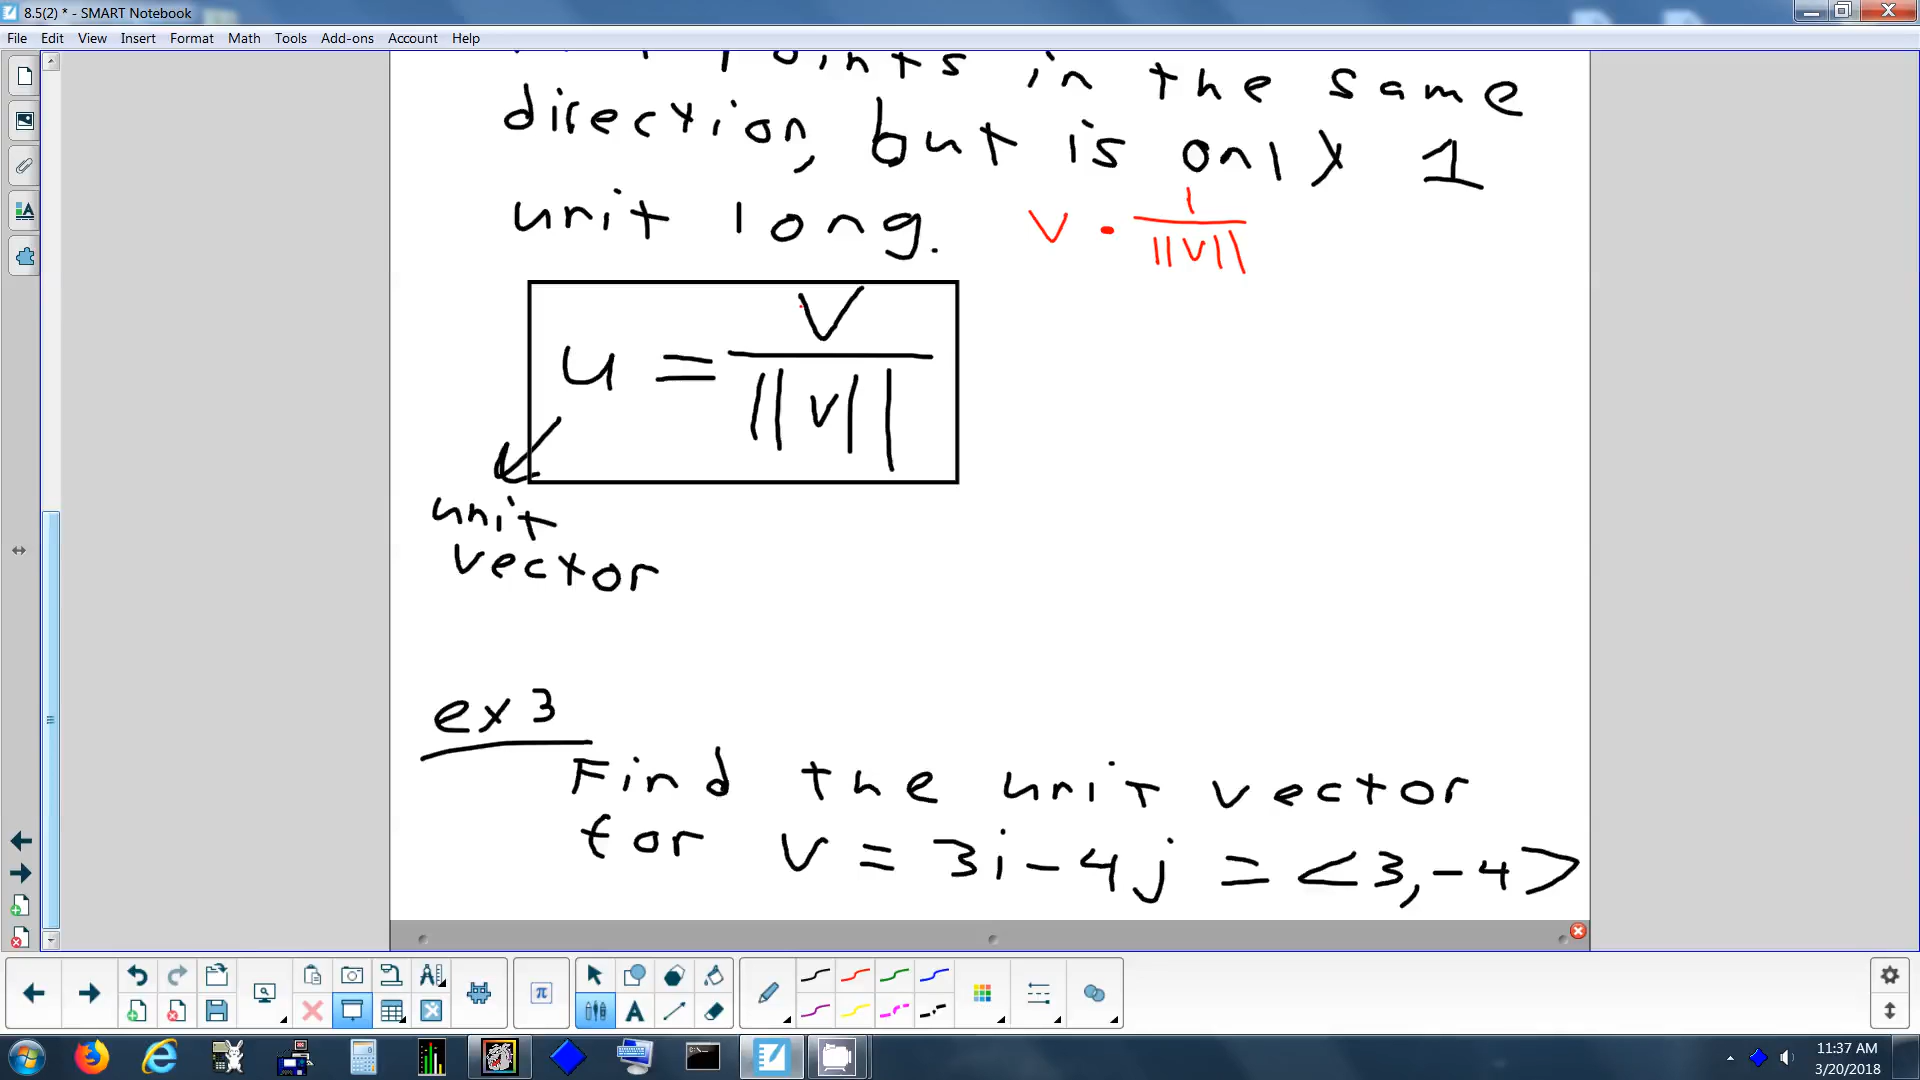 8.5(2) * - SMART Notebook
File Edit View Insert Format Math Tools Add-ons Account Help
points in the same
direction, but is only 1
unit long. v · 1/||v||
u = v/||v||
unit
vector
ex 3
Find the unit vector
for v = 3i - 4j = <3, -4>
11:37 AM
3/20/2018